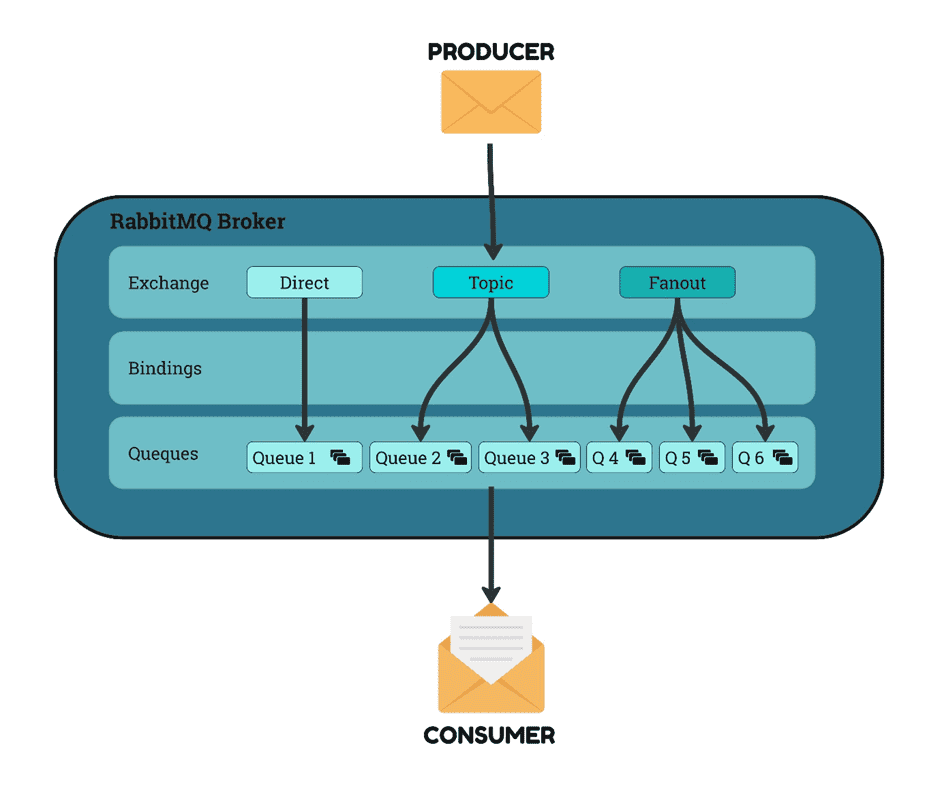 PRODUCER
RabbitMQ Broker
Exchange
Direct
Topic
Fanout
Bindings
Queques
Queue 1
Queue 2
Queue 3
Q 4
Q 5
Q 6
CONSUMER